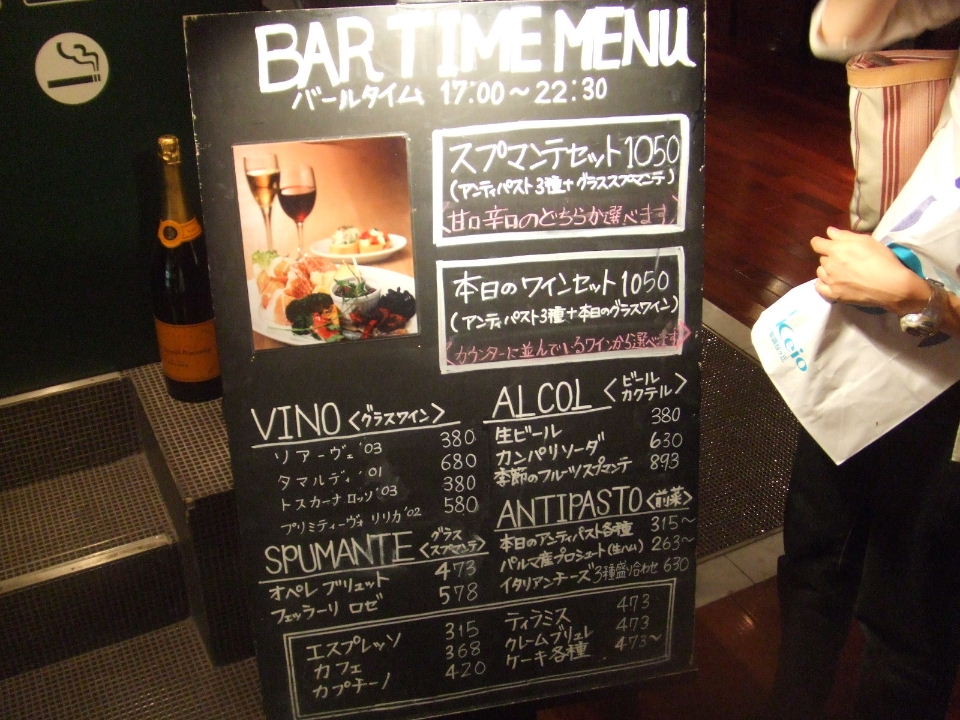 BAR TIME MENU
バールタイム 17:00〜22:30
スプマンテセット 1050
(アンティパスト3種+グラススプマンテ)
甘口辛口のどちらか選べます
本日のワインセット 1050
(アンティパスト3種+本日のグラスワイン)
カウンターに並んでいるワインから選べます
VINO <グラスワイン>
ソアーヴェ '03 380
タマルディ '01 680
トスカーナ ロッソ '03 380
プリミティーヴォ リリカ '02 580
SPUMANTE <グラススプマンテ>
オペレ ブリュット 473
フェッラーリ ロゼ 578
ALCOL <ビール カクテル>
生ビール 380
カンパリソーダ 630
季節のフルーツスプマンテ 893
ANTIPASTO <前菜>
本日のアンティパスト各種 315〜
パルマ産プロシュート(生ハム) 263〜
イタリアンチーズ 3種盛り合わせ 630
エスプレッソ 315
カフェ 368
カプチーノ 420
ティラミス 473
クレームブリュレ 473
ケーキ各種 473〜
Keio